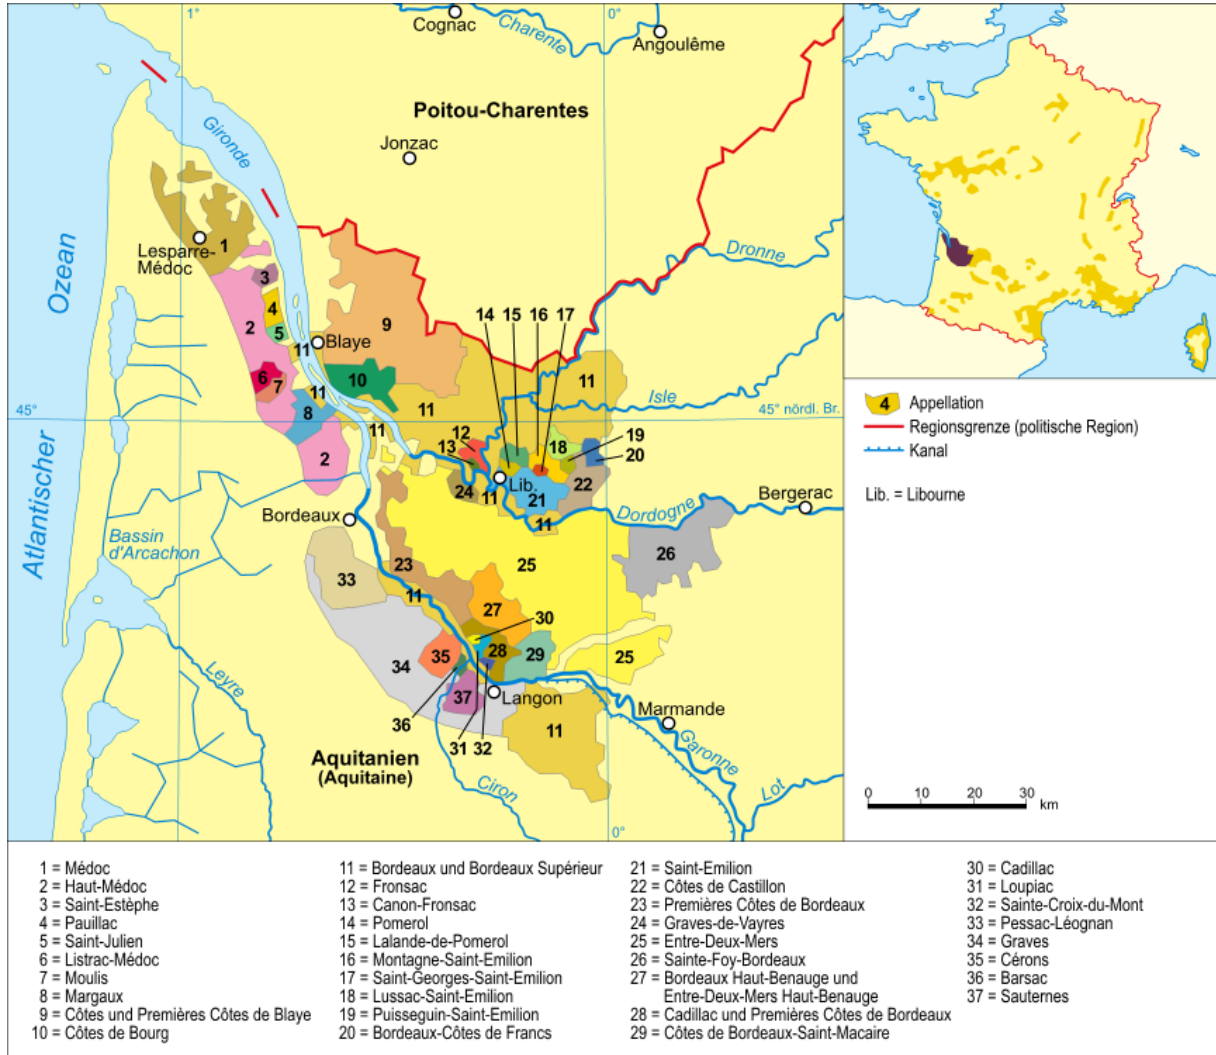 1°
0°
Cognac
Charente
Angoulême
Poitou-Charentes
Gironde
Jonzac
Ozean
Lesparre-
Médoc
1
Dronne
3
4
2
5
9
14
15
16
17
11
Blaye
6
7
10
11
11
Isle
8
11
11
45°
45° nördl. Br.
12
18
19
13
20
2
Lib.
22
24
11
21
Bergerac
Bordeaux
11
Dordogne
Atlantischer
Bassin
d'Arcachon
26
23
25
33
11
27
30
35
28
29
25
34
Leyre
37
Langon
36
31
32
11
Marmande
Garonne
Aquitanien
(Aquitaine)
Ciron
Lot
0°
4 Appellation
Regionsgrenze (politische Region)
Kanal
Lib. = Libourne
0 10 20 30 km
1 = Médoc
2 = Haut-Médoc
3 = Saint-Estèphe
4 = Pauillac
5 = Saint-Julien
6 = Listrac-Médoc
7 = Moulis
8 = Margaux
9 = Côtes und Premières Côtes de Blaye
10 = Côtes de Bourg
11 = Bordeaux und Bordeaux Supérieur
12 = Fronsac
13 = Canon-Fronsac
14 = Pomerol
15 = Lalande-de-Pomerol
16 = Montagne-Saint-Emilion
17 = Saint-Georges-Saint-Emilion
18 = Lussac-Saint-Emilion
19 = Puisseguin-Saint-Emilion
20 = Bordeaux-Côtes de Francs
21 = Saint-Emilion
22 = Côtes de Castillon
23 = Premières Côtes de Bordeaux
24 = Graves-de-Vayres
25 = Entre-Deux-Mers
26 = Sainte-Foy-Bordeaux
27 = Bordeaux Haut-Benauge und
Entre-Deux-Mers Haut-Benauge
28 = Cadillac und Premières Côtes de Bordeaux
29 = Côtes de Bordeaux-Saint-Macaire
30 = Cadillac
31 = Loupiac
32 = Sainte-Croix-du-Mont
33 = Pessac-Léognan
34 = Graves
35 = Cérons
36 = Barsac
37 = Sauternes